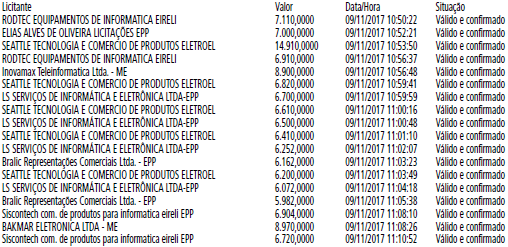 Licitante Valor Data/Hora Situação
RODTEC EQUIPAMENTOS DE INFORMATICA EIRELI 7.110,0000 09/11/2017 10:50:22 Válido e confirmado
ELIAS ALVES DE OLIVEIRA LICITAÇÕES EPP 7.000,0000 09/11/2017 10:52:21 Válido e confirmado
SEATTLE TECNOLOGIA E COMERCIO DE PRODUTOS ELETROEL 14.910,0000 09/11/2017 10:53:50 Válido e confirmado
RODTEC EQUIPAMENTOS DE INFORMATICA EIRELI 6.910,0000 09/11/2017 10:56:37 Válido e confirmado
Inovamax Teleinformatica Ltda. - ME 8.900,0000 09/11/2017 10:56:48 Válido e confirmado
SEATTLE TECNOLOGIA E COMERCIO DE PRODUTOS ELETROEL 6.820,0000 09/11/2017 10:59:41 Válido e confirmado
LS SERVIÇOS DE INFORMÁTICA E ELETRÔNICA LTDA-EPP 6.700,0000 09/11/2017 10:59:59 Válido e confirmado
SEATTLE TECNOLOGIA E COMERCIO DE PRODUTOS ELETROEL 6.610,0000 09/11/2017 11:00:16 Válido e confirmado
LS SERVIÇOS DE INFORMÁTICA E ELETRÔNICA LTDA-EPP 6.500,0000 09/11/2017 11:00:48 Válido e confirmado
SEATTLE TECNOLOGIA E COMERCIO DE PRODUTOS ELETROEL 6.410,0000 09/11/2017 11:01:10 Válido e confirmado
LS SERVIÇOS DE INFORMÁTICA E ELETRÔNICA LTDA-EPP 6.252,0000 09/11/2017 11:02:07 Válido e confirmado
Bralic Representações Comerciais Ltda. - EPP 6.162,0000 09/11/2017 11:03:23 Válido e confirmado
SEATTLE TECNOLOGIA E COMERCIO DE PRODUTOS ELETROEL 6.200,0000 09/11/2017 11:03:49 Válido e confirmado
LS SERVIÇOS DE INFORMÁTICA E ELETRÔNICA LTDA-EPP 6.072,0000 09/11/2017 11:04:18 Válido e confirmado
Bralic Representações Comerciais Ltda. - EPP 5.982,0000 09/11/2017 11:05:38 Válido e confirmado
Siscontech com. de produtos para informatica eireli EPP 6.904,0000 09/11/2017 11:08:10 Válido e confirmado
BAKMAR ELETRONICA LTDA - ME 8.970,0000 09/11/2017 11:08:26 Válido e confirmado
Siscontech com. de produtos para informatica eireli EPP 6.720,0000 09/11/2017 11:10:52 Válido e confirmado